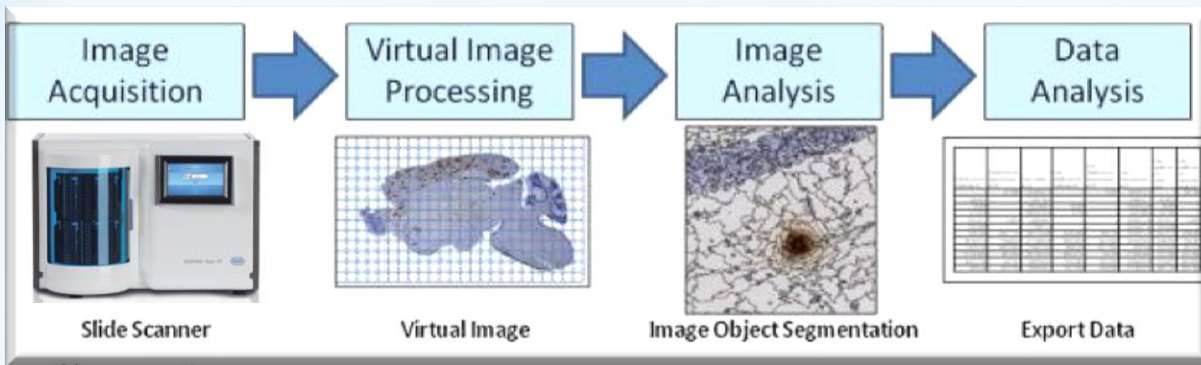 Image
Acquisition
Virtual Image
Processing
Image
Analysis
Data
Analysis
Slide Scanner
Virtual Image
Image Object Segmentation
Export Data